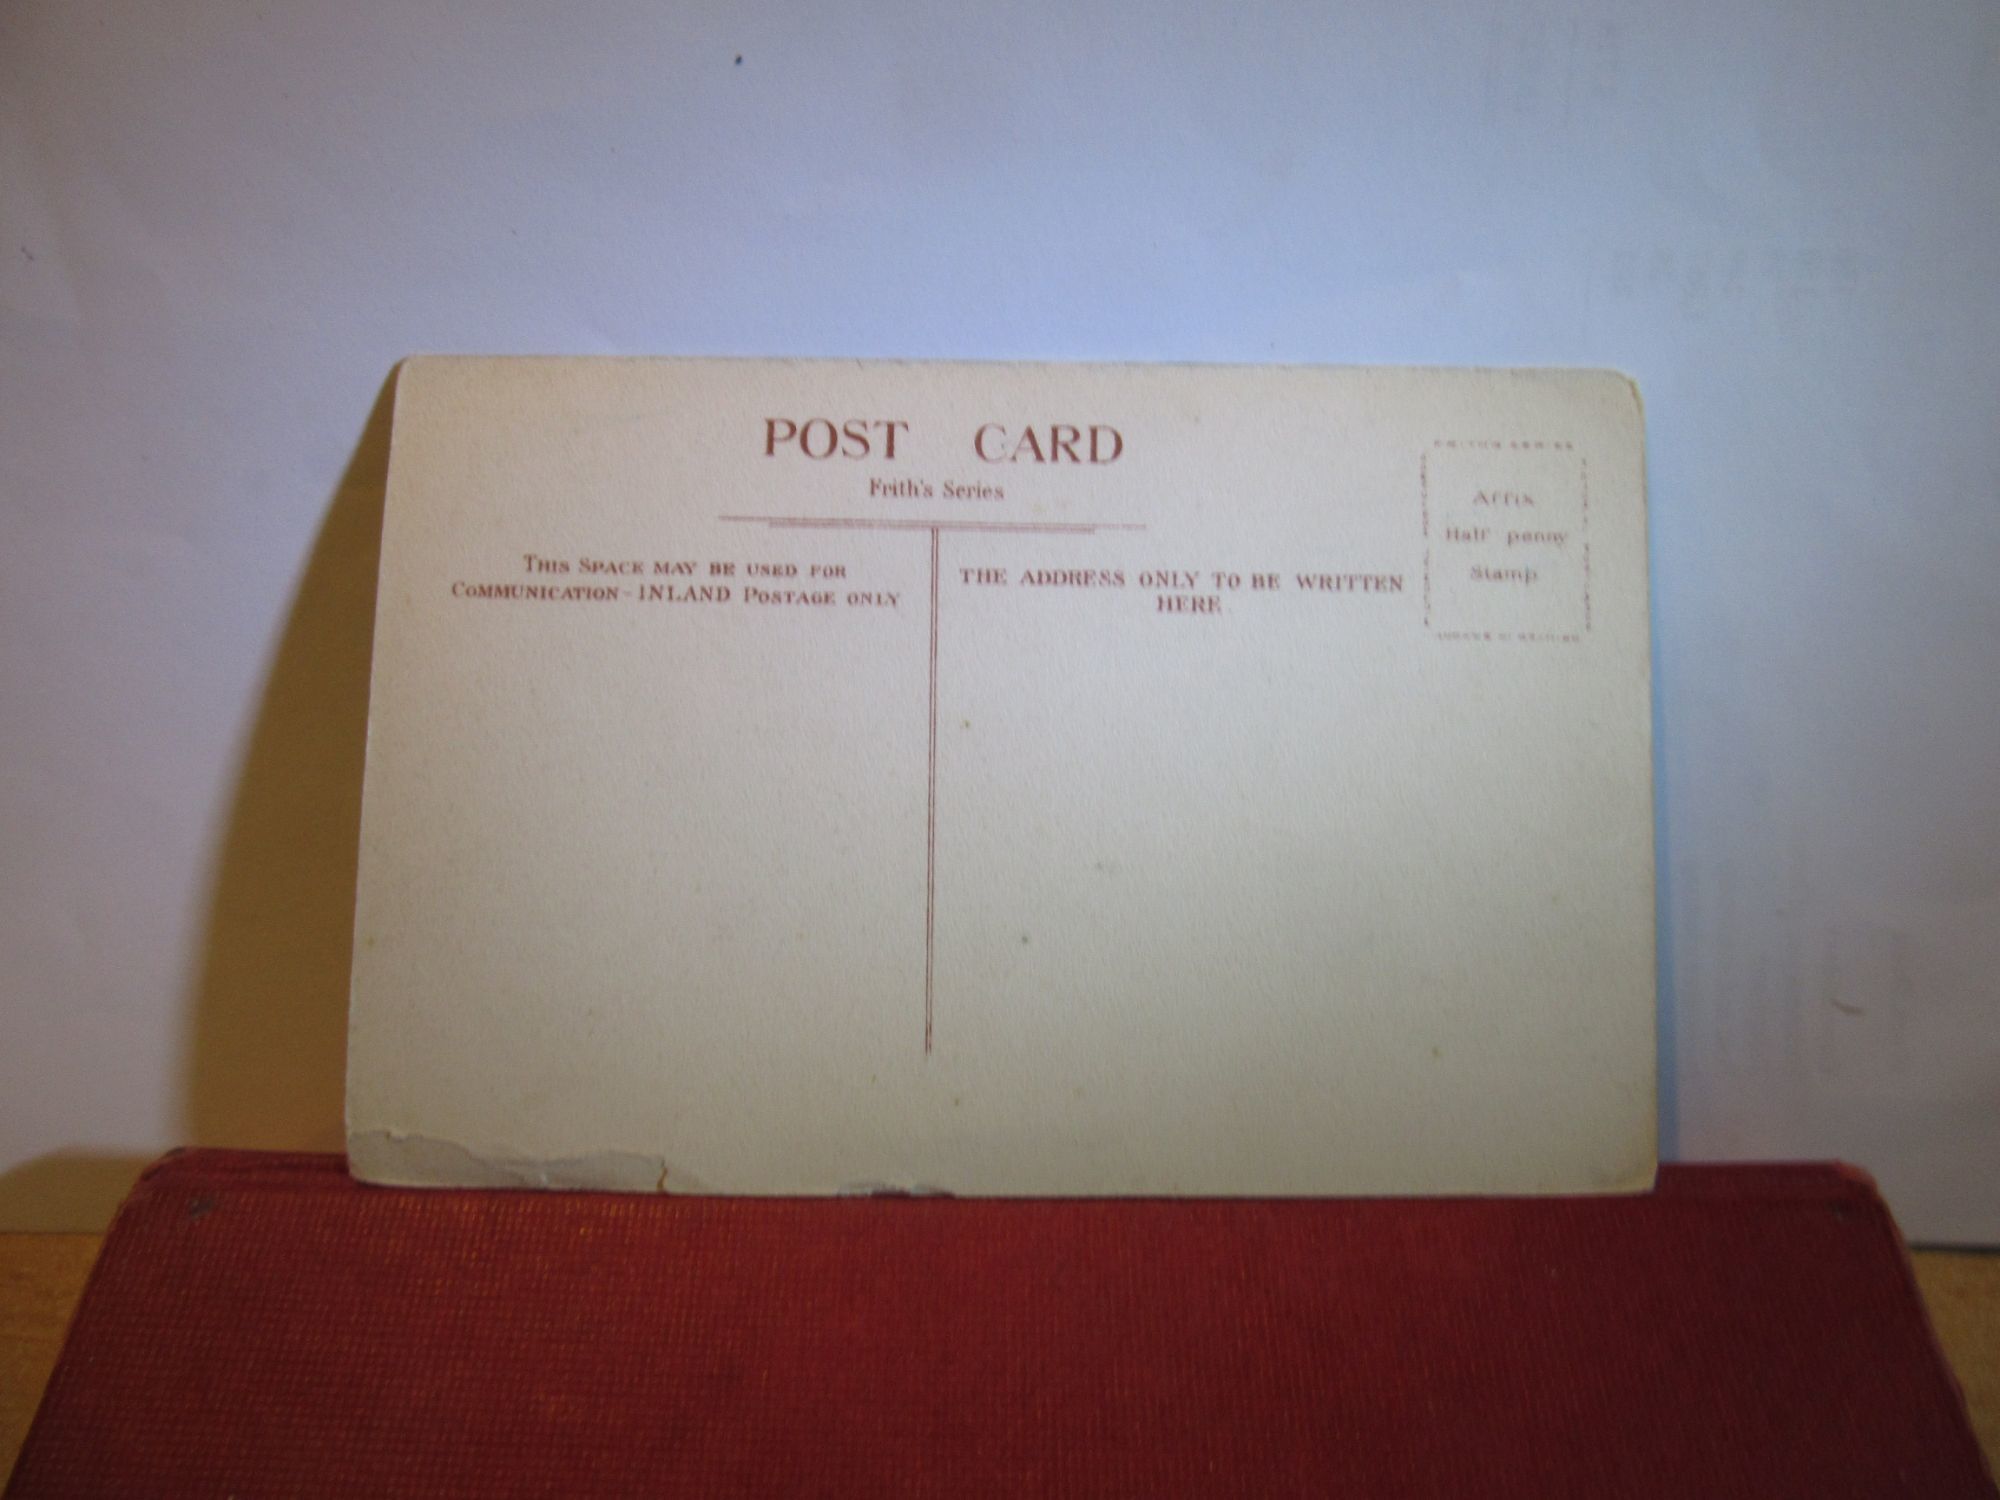 POST CARD
Frith's Series
THIS SPACE MAY BE USED FOR
COMMUNICATION - INLAND POSTAGE ONLY
THE ADDRESS ONLY TO BE WRITTEN
HERE
Affix
Half penny
Stamp